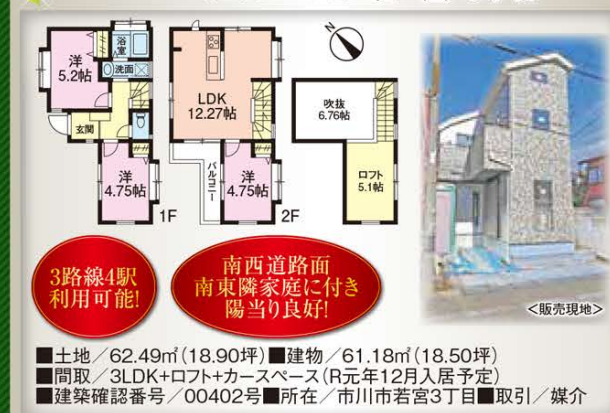 洋
5.2帖
浴室
洗面
玄関
洋
4.75帖
1F
LDK
12.27帖
バルコニー
洋
4.75帖
2F
N
吹抜
6.76帖
ロフト
5.1帖
3路線4駅
利用可能!
南西道路面
南東隣家庭に付き
陽当り良好!
<販売現地>
■土地/62.49㎡(18.90坪)■建物/61.18㎡(18.50坪)
■間取/3LDK+ロフト+カースペース(R元年12月入居予定)
■建築確認番号/00402号■所在/市川市若宮3丁目■取引/媒介